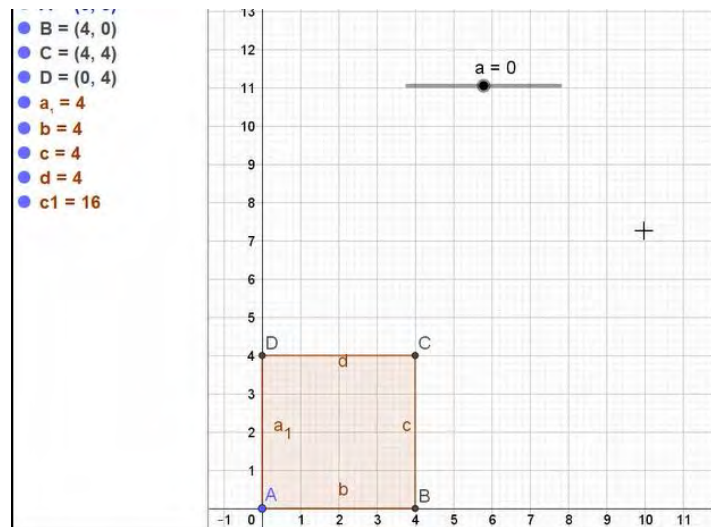 B = (4, 0)
C = (4, 4)
D = (0, 4)
a₁ = 4
b = 4
c = 4
d = 4
c1 = 16
13
12
a = 0
11
10
9
8
7
6
5
D
C
4
d
3
a₁
c
2
1
A
b
B
-1 0 1 2 3 4 5 6 7 8 9 10 11